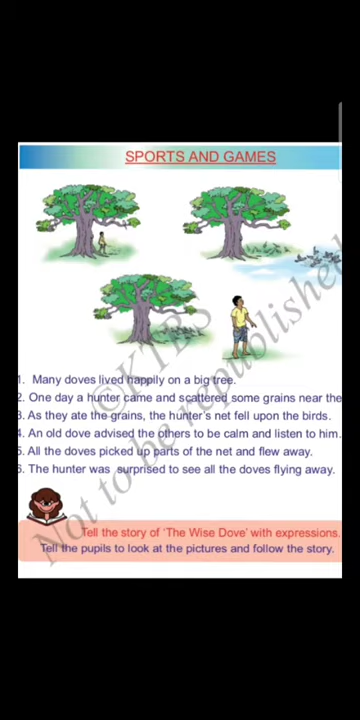 SPORTS AND GAMES
1. Many doves lived happily on a big tree.
2. One day a hunter came and scattered some grains near the
3. As they ate the grains, the hunter's net fell upon the birds.
4. An old dove advised the others to be calm and listen to him.
5. All the doves picked up parts of the net and flew away.
6. The hunter was surprised to see all the doves flying away.
Tell the story of 'The Wise Dove' with expressions.
Tell the pupils to look at the pictures and follow the story.
©KTBS
Not to be republished